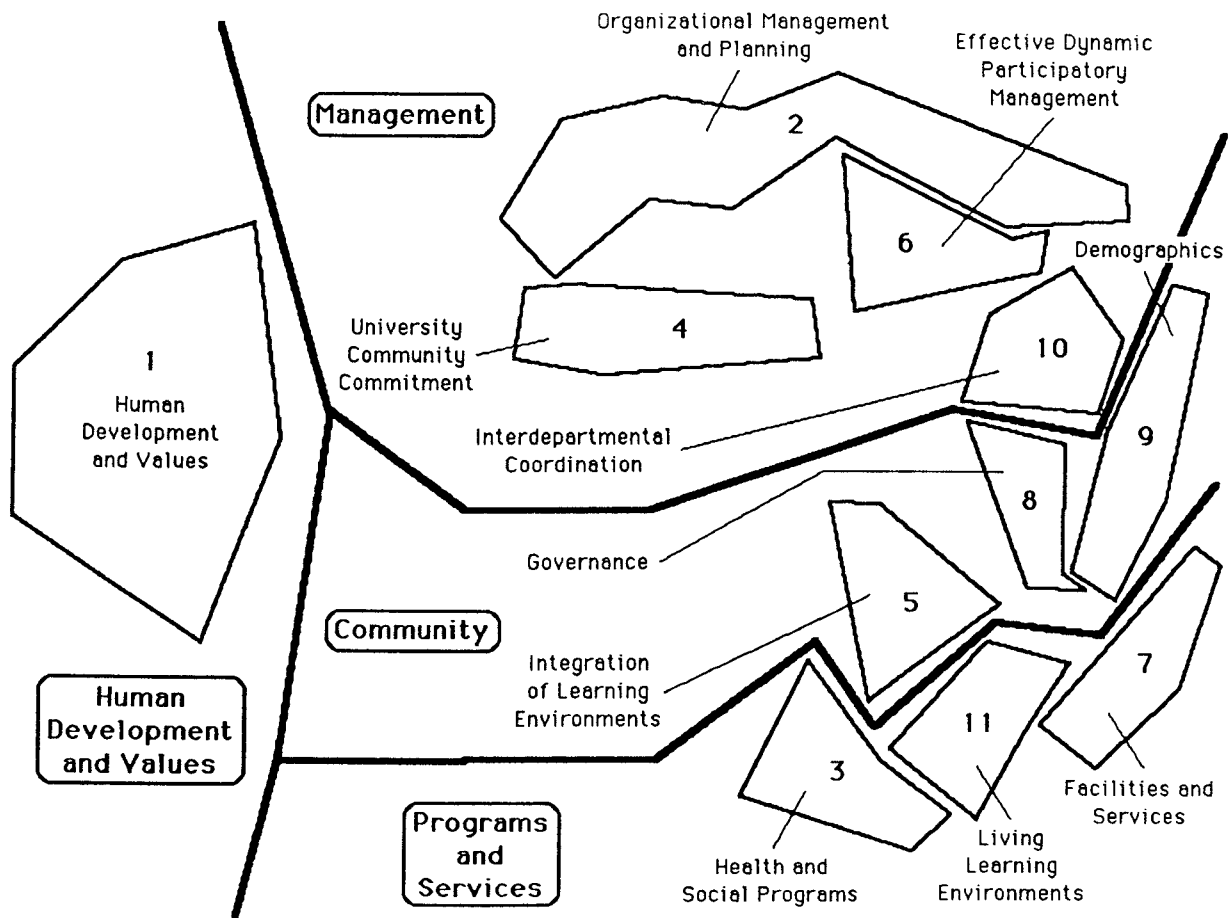 Organizational Management
and Planning
Effective Dynamic
Participatory
Management
Management
2
6
Demographics
University
Community
Commitment
4
10
1
Human
Development
and Values
Interdepartmental
Coordination
9
8
Governance
5
Community
Integration
of Learning
Environments
7
Human
Development
and Values
11
3
Facilities and
Services
Programs
and
Services
Living
Learning
Environments
Health and
Social Programs